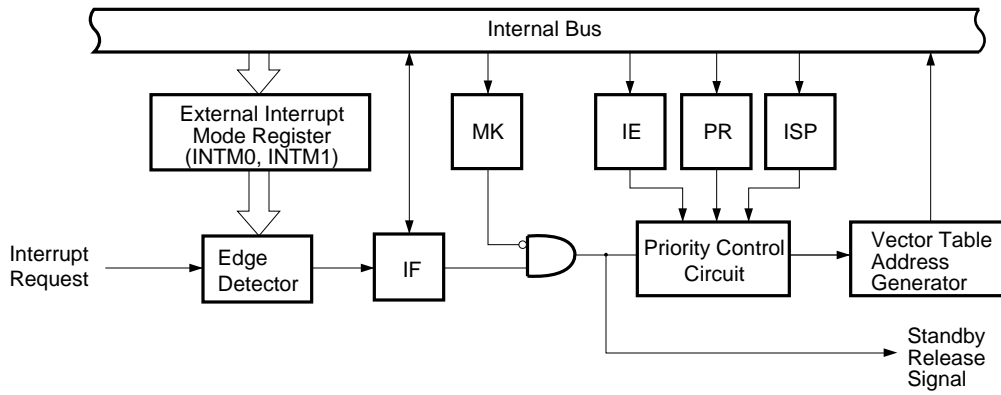 Internal Bus
External Interrupt
Mode Register
(INTM0, INTM1)
MK
IE
PR
ISP
Interrupt
Request
Edge
Detector
IF
Priority Control
Circuit
Vector Table
Address
Generator
Standby
Release
Signal